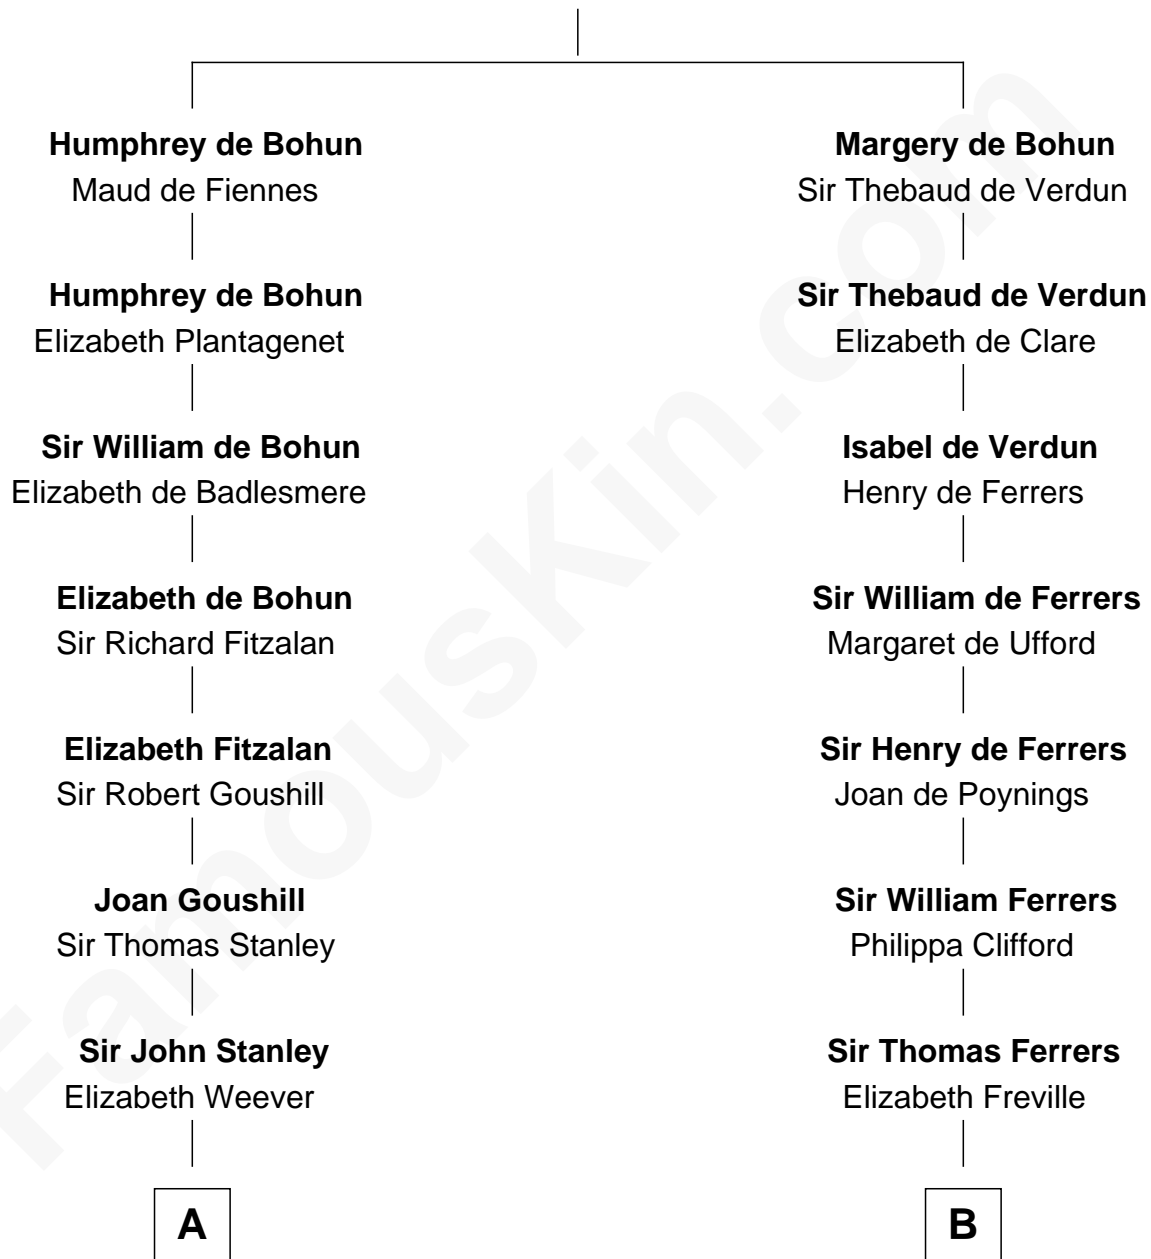 Humphrey de Bohun
Maud de Fiennes
Margery de Bohun
Sir Thebaud de Verdun
Humphrey de Bohun
Elizabeth Plantagenet
Sir Thebaud de Verdun
Elizabeth de Clare
Sir William de Bohun
Elizabeth de Badlesmere
Isabel de Verdun
Henry de Ferrers
Elizabeth de Bohun
Sir Richard Fitzalan
Sir William de Ferrers
Margaret de Ufford
Elizabeth Fitzalan
Sir Robert Goushill
Sir Henry de Ferrers
Joan de Poynings
Joan Goushill
Sir Thomas Stanley
Sir William Ferrers
Philippa Clifford
Sir John Stanley
Elizabeth Weever
Sir Thomas Ferrers
Elizabeth Freville
A
B
FamousKin.com